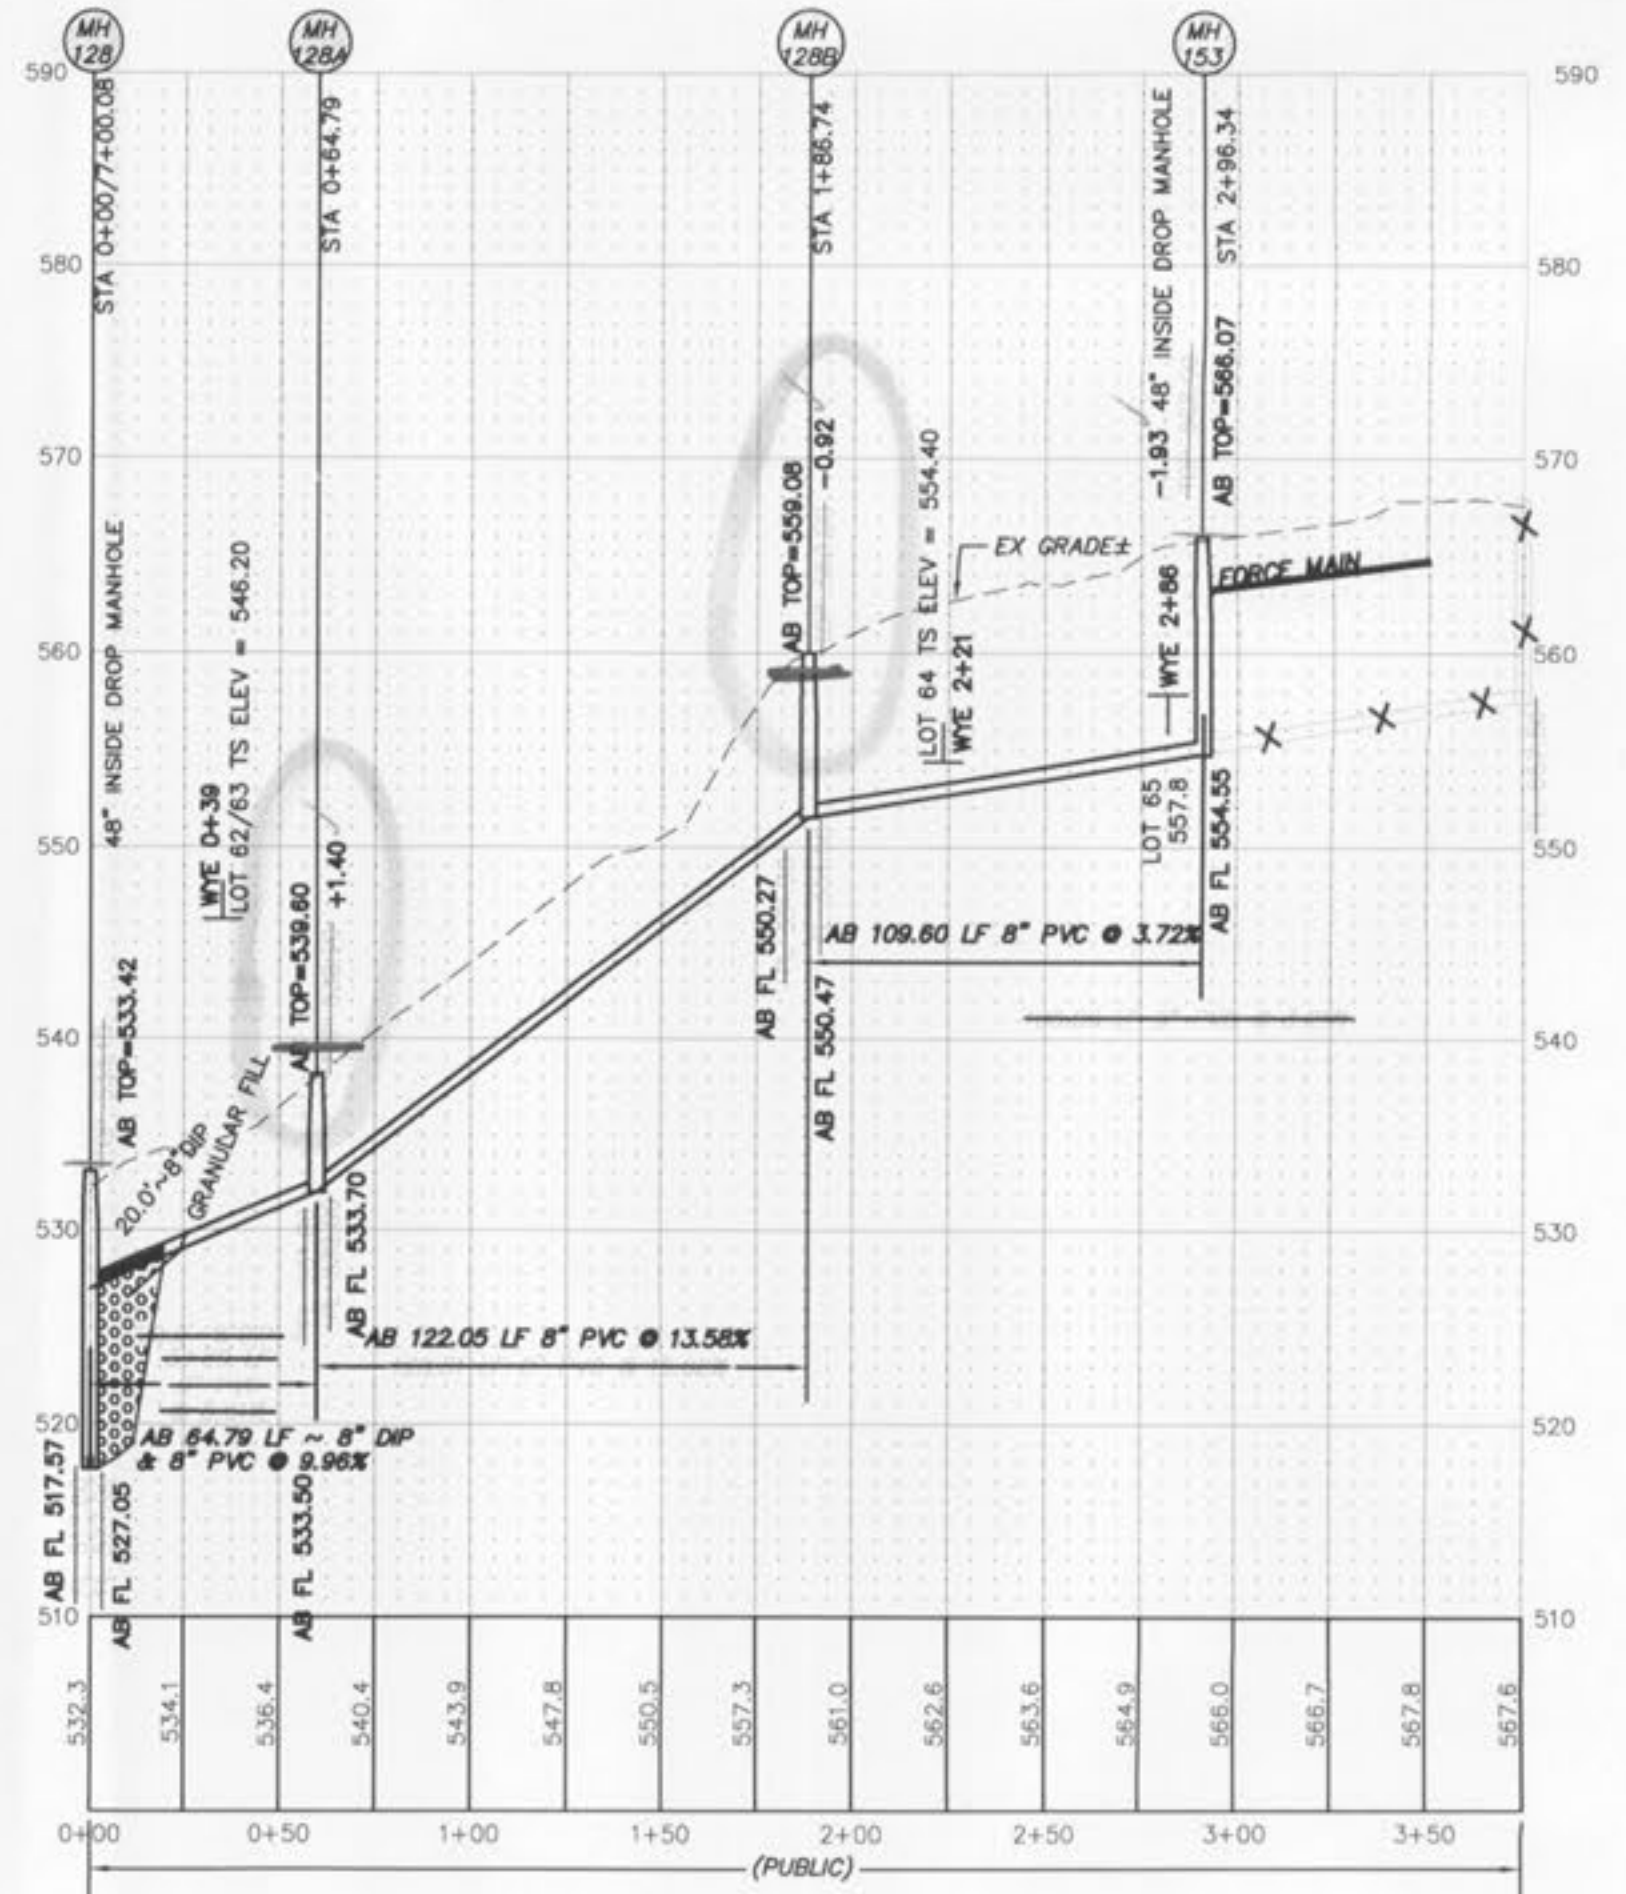 MH
128
MH
128A
MH
128B
MH
153
590
590
580
580
570
570
560
560
550
550
540
540
530
530
520
520
510
510
STA 0+00/7+00.08
48" INSIDE DROP MANHOLE
AB TOP=533.42
STA 0+64.79
WYE 0+39
LOT 62/63 TS ELEV = 546.20
+1.40
AB TOP=539.60
STA 1+86.74
AB TOP=559.08
-0.92
LOT 64 TS ELEV = 554.40
WYE 2+21
EX GRADE±
-1.93 48" INSIDE DROP MANHOLE
STA 2+96.34
AB TOP=566.07
WYE 2+86
FORCE MAIN
LOT 65
557.8
AB FL 554.55
AB FL 550.27
AB FL 550.47
AB 109.60 LF 8" PVC @ 3.72%
20.0'~8"DIP
GRANULAR FILL
AB FL 533.70
AB 122.05 LF 8" PVC @ 13.58%
AB 64.79 LF ~ 8" DIP
& 8" PVC @ 9.96%
AB FL 517.57
AB FL 527.05
AB FL 533.50
532.3
534.1
536.4
540.4
543.9
547.8
550.5
557.3
561.0
562.6
563.6
564.9
566.0
566.7
567.8
567.6
0+00
0+50
1+00
1+50
2+00
2+50
3+00
3+50
(PUBLIC)